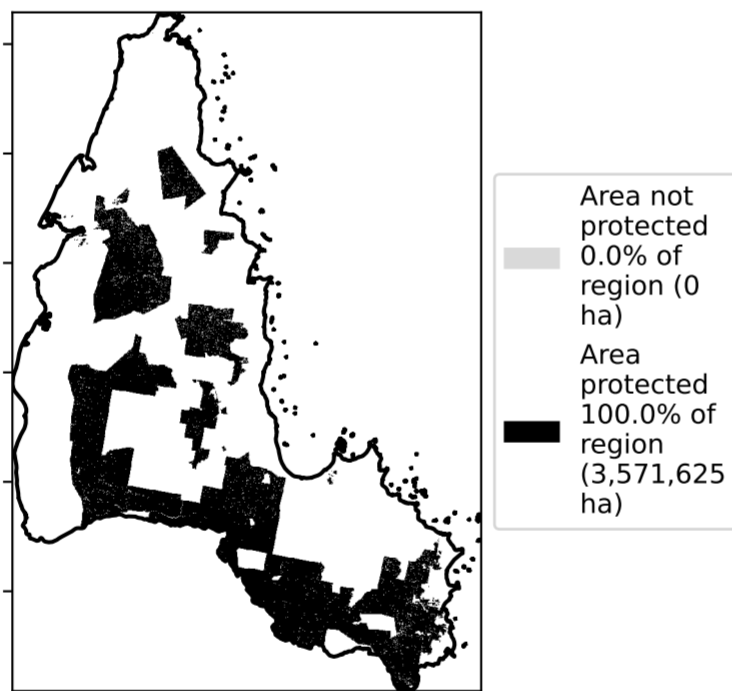 Area not
protected
0.0% of
region (0
ha)
Area
protected
100.0% of
region
(3,571,625
ha)